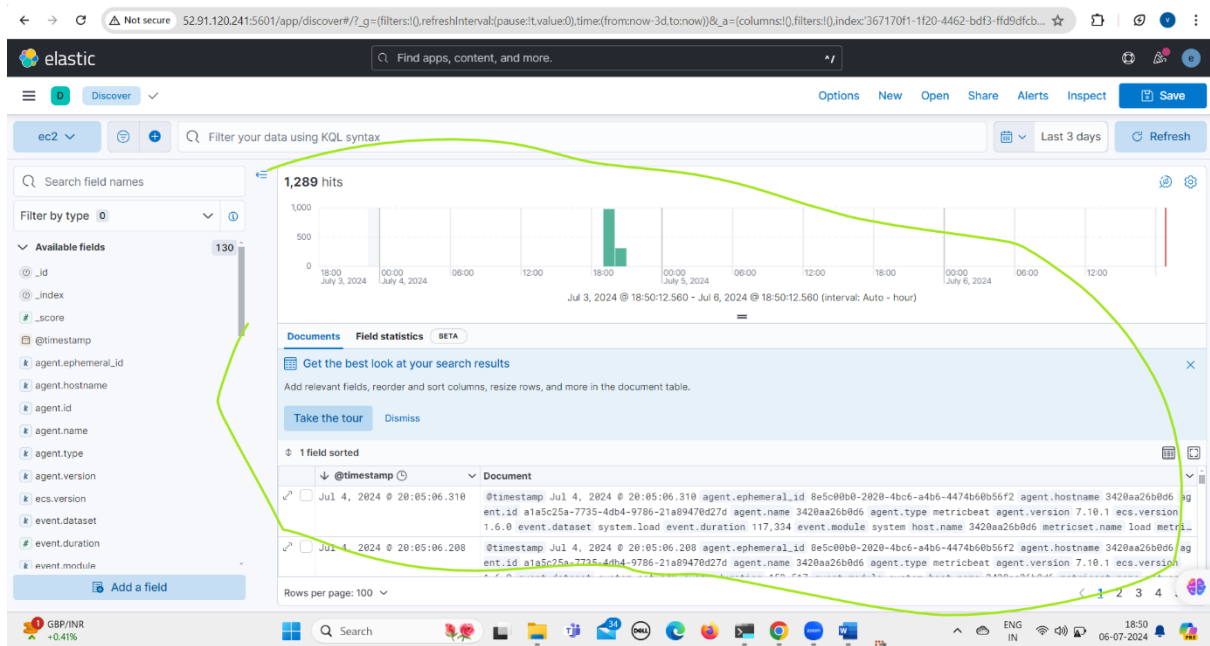 Not secure 52.91.120.241:5601/app/discover#/?_g=(filters:!(),refreshInterval:(pause:!t,value:0),time:(from:now-3d,to:now))&_a=(columns:!(),filters:!(),index:'367170f1-1f20-4462-bdf3-ffd9dfcb...
elastic Find apps, content, and more. ^/ e
D Discover Options New Open Share Alerts Inspect Save
ec2 Filter your data using KQL syntax Last 3 days Refresh
Search field names
Filter by type 0
Available fields 130
_id
_index
# _score
@timestamp
k agent.ephemeral_id
k agent.hostname
k agent.id
k agent.name
k agent.type
k agent.version
k ecs.version
k event.dataset
# event.duration
k event.module
Add a field
1,289 hits
1,000
500
0
18:00 00:00 06:00 12:00 18:00 00:00 06:00 12:00 18:00 00:00 06:00 12:00
July 3, 2024 July 4, 2024 July 5, 2024 July 6, 2024
Jul 3, 2024 @ 18:50:12.560 - Jul 6, 2024 @ 18:50:12.560 (interval: Auto - hour)
Documents Field statistics BETA
Get the best look at your search results
Add relevant fields, reorder and sort columns, resize rows, and more in the document table.
Take the tour Dismiss
1 field sorted
@timestamp Document
Jul 4, 2024 @ 20:05:06.310 @timestamp Jul 4, 2024 @ 20:05:06.310 agent.ephemeral_id 8e5c00b0-2020-4bc6-a4b6-4474b60b56f2 agent.hostname 3420aa26b0d6 ag
ent.id a1a5c25a-7735-4db4-9786-21a89470d27d agent.name 3420aa26b0d6 agent.type metricbeat agent.version 7.10.1 ecs.version
1.6.0 event.dataset system.load event.duration 117,334 event.module system host.name 3420aa26b0d6 metricset.name load metri…
Jul 4, 2024 @ 20:05:06.208 @timestamp Jul 4, 2024 @ 20:05:06.208 agent.ephemeral_id 8e5c00b0-2020-4bc6-a4b6-4474b60b56f2 agent.hostname 3420aa26b0d6 ag
ent.id a1a5c25a-7735-4db4-9786-21a89470d27d agent.name 3420aa26b0d6 agent.type metricbeat agent.version 7.10.1 ecs.version
Rows per page: 100 1 2 3 4
GBP/INR
+0.41%
Search
34
DELL
zoom
ENG
IN
18:50
06-07-2024